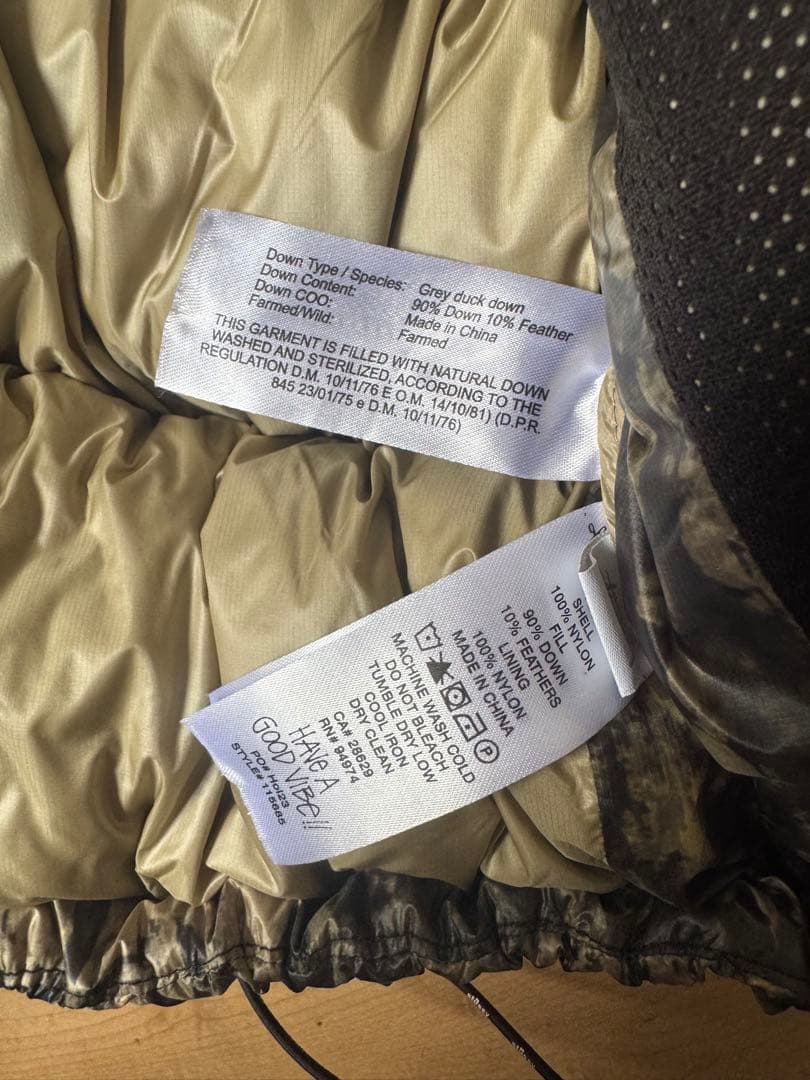 Down Type / Species: Grey duck down
Down Content: 90% Down 10% Feather
Down COO: Made in China
Farmed/Wild: Farmed
THIS GARMENT IS FILLED WITH NATURAL DOWN
WASHED AND STERILIZED, ACCORDING TO THE
REGULATION D.M. 10/11/76 E O.M. 14/10/81) (D.P.R.
845 23/01/75 e D.M. 10/11/76)
SHELL
100% NYLON
FILL
90% DOWN
10% FEATHERS
LINING
100% NYLON
MADE IN CHINA
P
MACHINE WASH COLD
DO NOT BLEACH
TUMBLE DRY LOW
COOL IRON
DRY CLEAN
CA# 28629
RN# 94974
HAVE A
GOOD VIBE!!!
PO# Hol23
STYLE# 115685